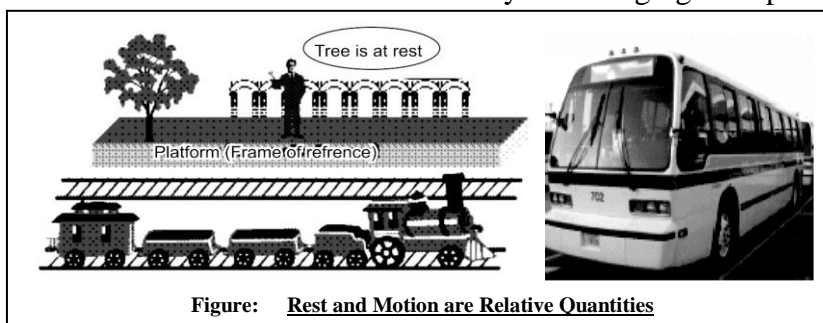 Tree is at rest
Platform (Frame of refrence)
702
Figure: Rest and Motion are Relative Quantities